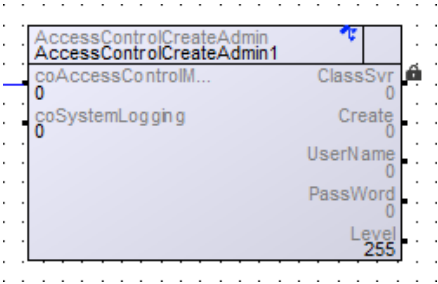 AccessControlCreateAdmin
AccessControlCreateAdmin1
coAccessControlM... ClassSvr
0 0
coSystemLogging Create
0 0
UserName
0
PassWord
0
Level
255